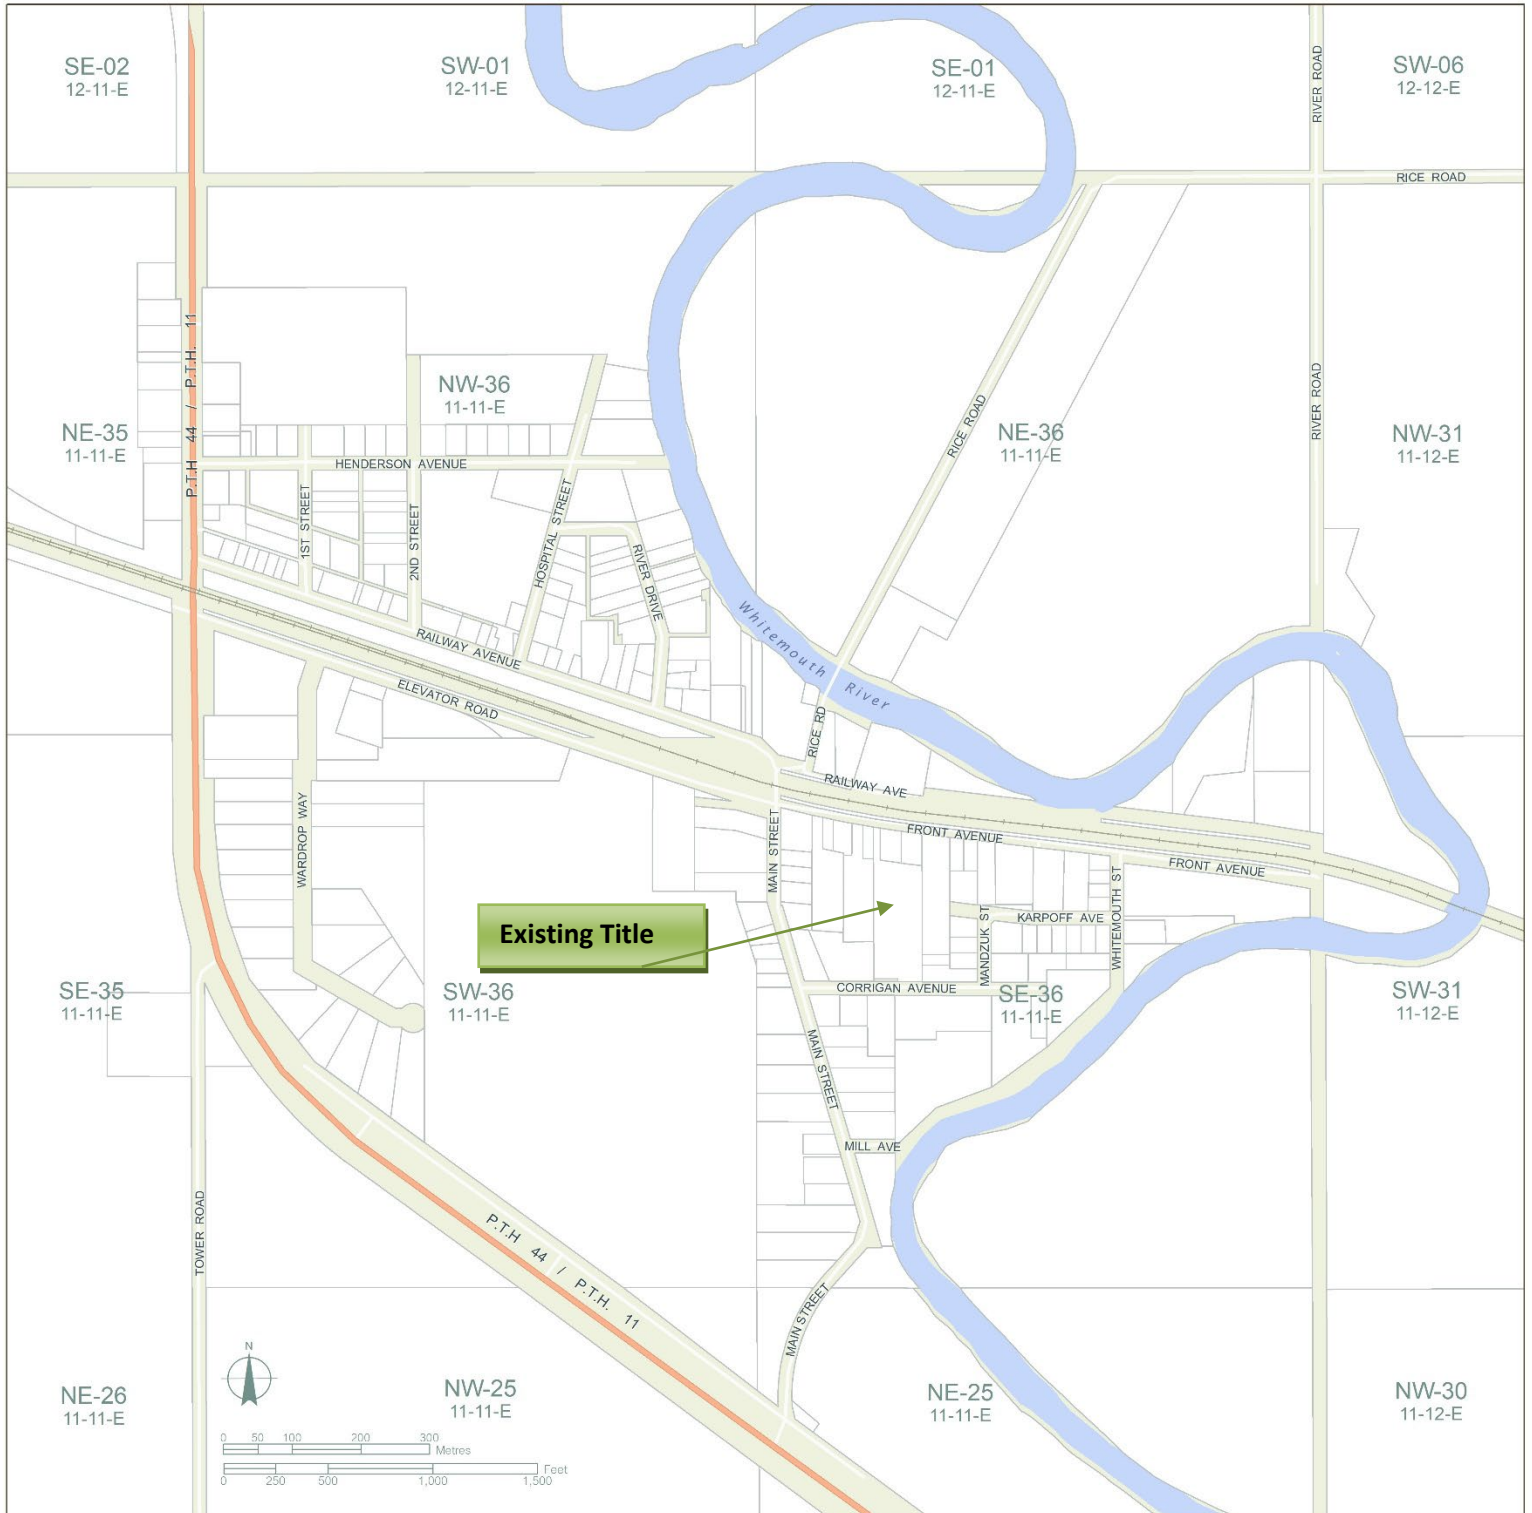 SE-02
12-11-E
SW-01
12-11-E
SE-01
12-11-E
RIVER ROAD
SW-06
12-12-E
RICE ROAD
P.T.H 44 / P.T.H. 11
NW-36
11-11-E
NE-35
11-11-E
RICE ROAD
NE-36
11-11-E
RIVER ROAD
NW-31
11-12-E
HENDERSON AVENUE
1ST STREET
2ND STREET
HOSPITAL STREET
RIVER DRIVE
Whitemouth River
RAILWAY AVENUE
ELEVATOR ROAD
RICE RD
RAILWAY AVE
WARDROP WAY
MAIN STREET
FRONT AVENUE
FRONT AVENUE
Existing Title
MANDZUK ST
KARPOFF AVE
WHITEMOUTH ST
SE-35
11-11-E
SW-36
11-11-E
CORRIGAN AVENUE
SE-36
11-11-E
SW-31
11-12-E
MAIN STREET
MILL AVE
TOWER ROAD
P.T.H 44 / P.T.H. 11
MAIN STREET
N
NE-26
11-11-E
NW-25
11-11-E
NE-25
11-11-E
NW-30
11-12-E
0 50 100 200 300
Metres
Feet
0 250 500 1,000 1,500